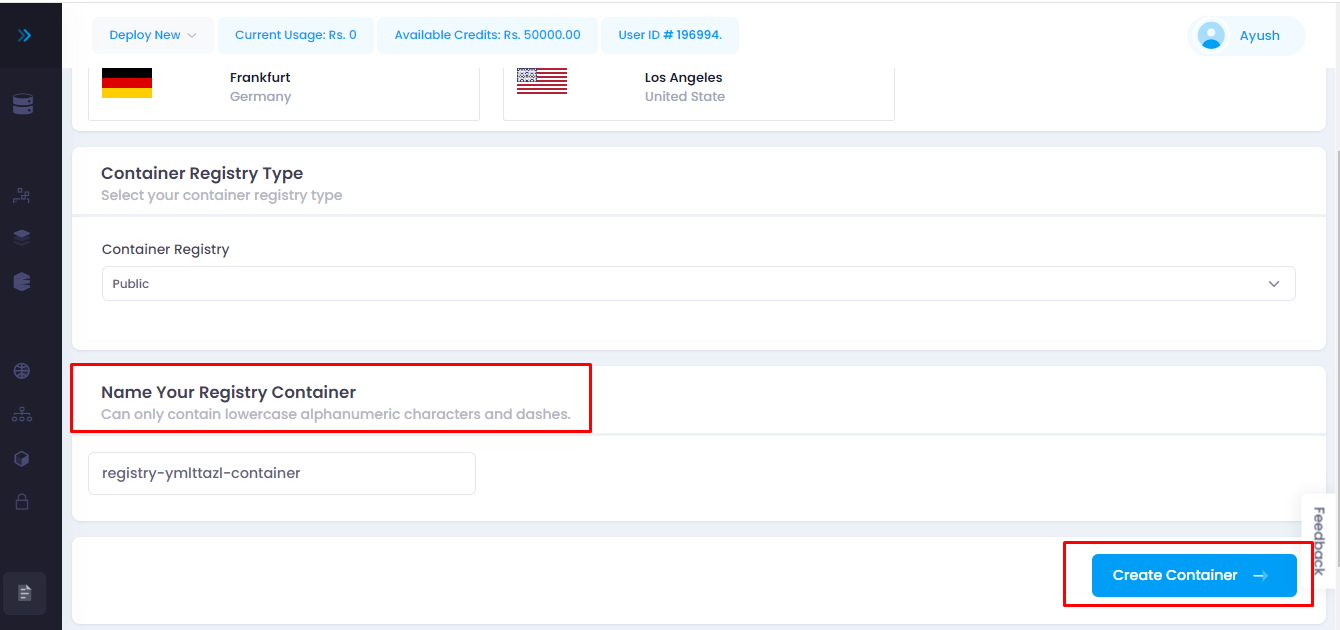 Deploy New
Current Usage: Rs. 0
Available Credits: Rs. 50000.00
User ID # 196994.
Ayush
Frankfurt
Germany
Los Angeles
United State
Container Registry Type
Select your container registry type
Container Registry
Public
Name Your Registry Container
Can only contain lowercase alphanumeric characters and dashes.
registry-ymlttazl-container
Feedback
Create Container